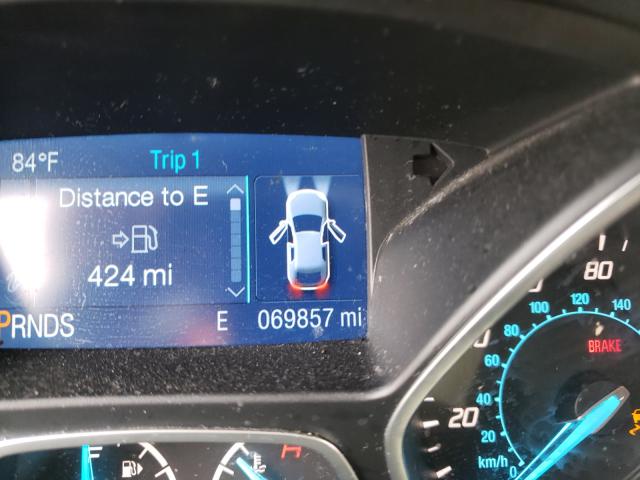 84°F Trip 1
Distance to E
424 mi
PRNDS E 069857 mi
80
100 120 140
80
60
BRAKE
40
20
20
km/h 0
F H